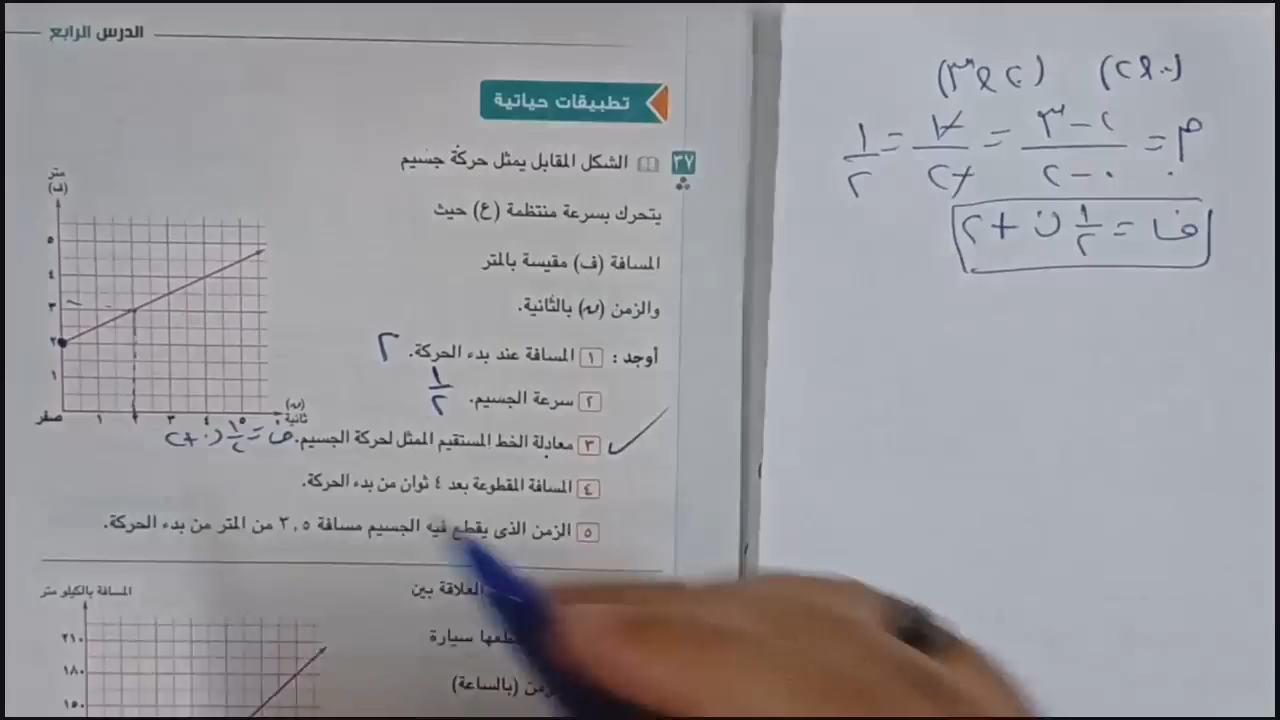 الدرس الرابع
تطبيقات حياتية
٣٧ الشكل المقابل يمثل حركة جسيم
يتحرك بسرعة منتظمة (ع) حيث
المسافة (ف) مقيسة بالمتر
والزمن (ن) بالثانية.
أوجد : ١ المسافة عند بدء الحركة. ٢
٢ سرعة الجسيم. ١/٢
٣ معادلة الخط المستقيم الممثل لحركة الجسيم. ف = ١/٢ ن + ٢
٤ المسافة المقطوعة بعد ٤ ثوان من بدء الحركة.
٥ الزمن الذى يقطع فيه الجسيم مسافة ٣,٥ من المتر من بدء الحركة.
متر
(ف)
٥
٤
٣
٢
١
صفر ١ ٣ ٤ ٥ (ن) ثانية
العلاقة بين
سيارة
(بالساعة)
المسافة بالكيلو متر
٢١٠
١٨٠
١٥٠
(٠، ٢) (٢، ٣)
م = (٢ - ٣)/(٠ - ٢) = -١/-٢ = ١/٢
ف = ١/٢ ن + ٢